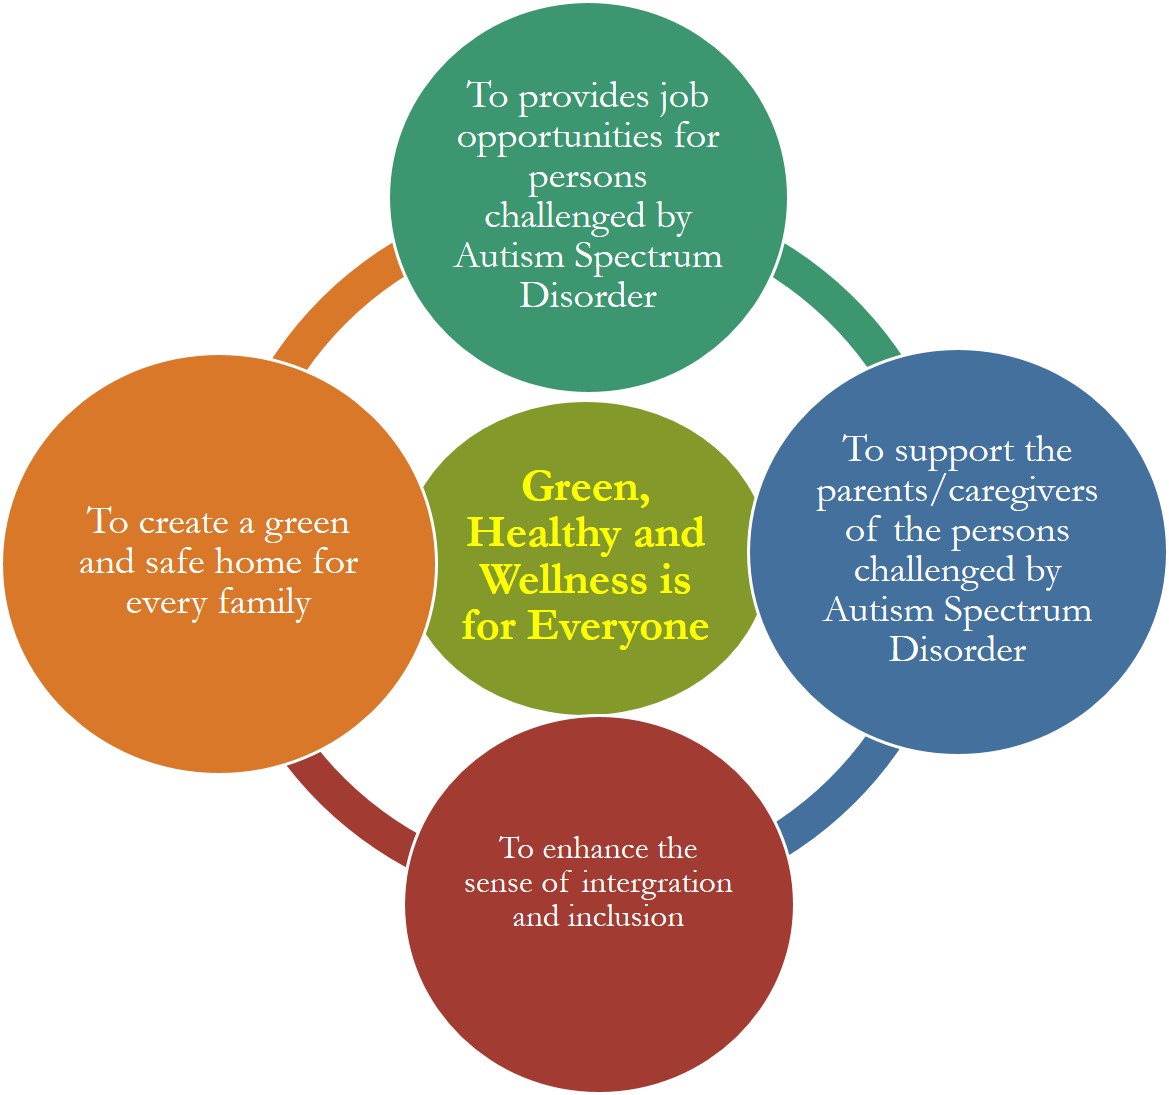 To provides job
opportunities for
persons
challenged by
Autism Spectrum
Disorder
To support the
parents/caregivers
of the persons
challenged by
Autism Spectrum
Disorder
To enhance the
sense of intergration
and inclusion
To create a green
and safe home for
every family
Green,
Healthy and
Wellness is
for Everyone